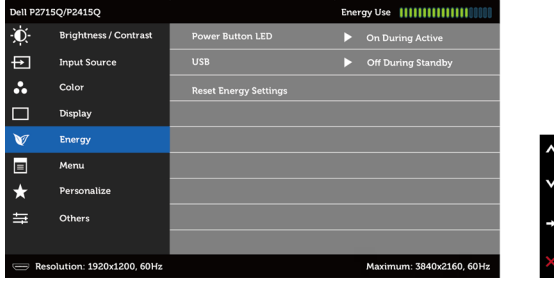 Dell P2715Q/P2415Q Energy Use
Brightness / Contrast Power Button LED On During Active
Input Source USB Off During Standby
Color Reset Energy Settings
Display
Energy
Menu
Personalize
Others
Resolution: 1920x1200, 60Hz Maximum: 3840x2160, 60Hz